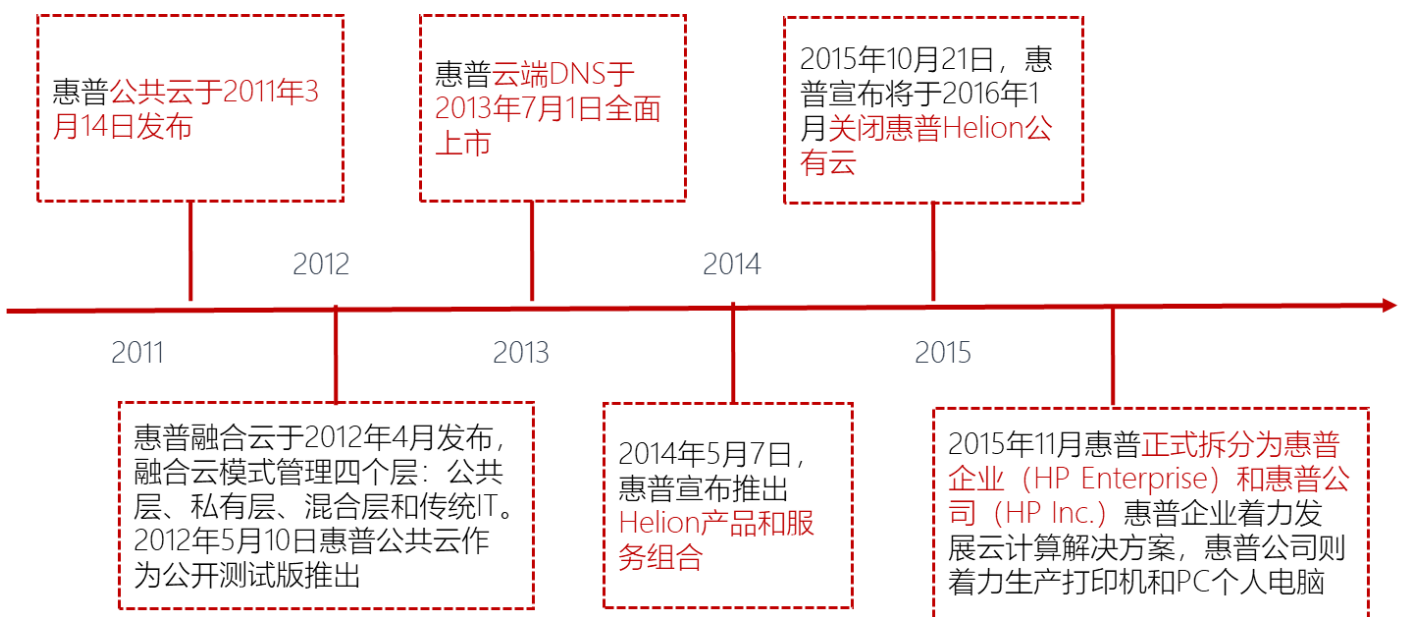 惠普公共云于2011年3
月14日发布
惠普云端DNS于
2013年7月1日全面
上市
2015年10月21日，惠
普宣布将于2016年1
月关闭惠普Helion公
有云
2012
2014
2011
2013
2015
惠普融合云于2012年4月发布，
融合云模式管理四个层：公共
层、私有层、混合层和传统IT。
2012年5月10日惠普公共云作
为公开测试版推出
2014年5月7日，
惠普宣布推出
Helion产品和服
务组合
2015年11月惠普正式拆分为惠普
企业（HP Enterprise）和惠普公
司（HP Inc.）惠普企业着力发
展云计算解决方案，惠普公司则
着力生产打印机和PC个人电脑